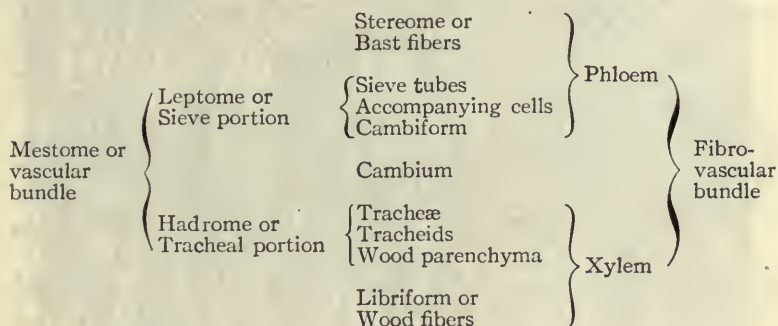 Stereome or
Bast fibers
Phloem
Leptome or
Sieve portion
Sieve tubes
Accompanying cells
Cambiform
Mestome or
vascular
bundle
Cambium
Fibro-
vascular
bundle
Hadrome or
Tracheal portion
Tracheæ
Tracheids
Wood parenchyma
Xylem
Libriform or
Wood fibers